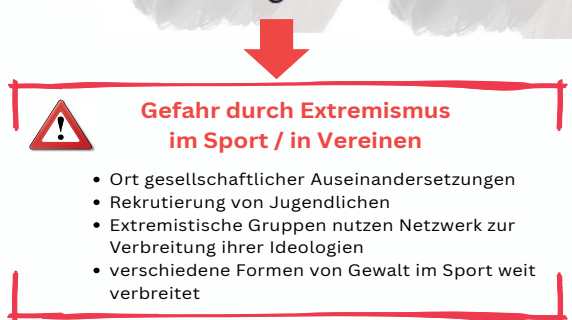 Gefahr durch Extremismus
im Sport / in Vereinen
• Ort gesellschaftlicher Auseinandersetzungen
• Rekrutierung von Jugendlichen
• Extremistische Gruppen nutzen Netzwerk zur
Verbreitung ihrer Ideologien
• verschiedene Formen von Gewalt im Sport weit
verbreitet